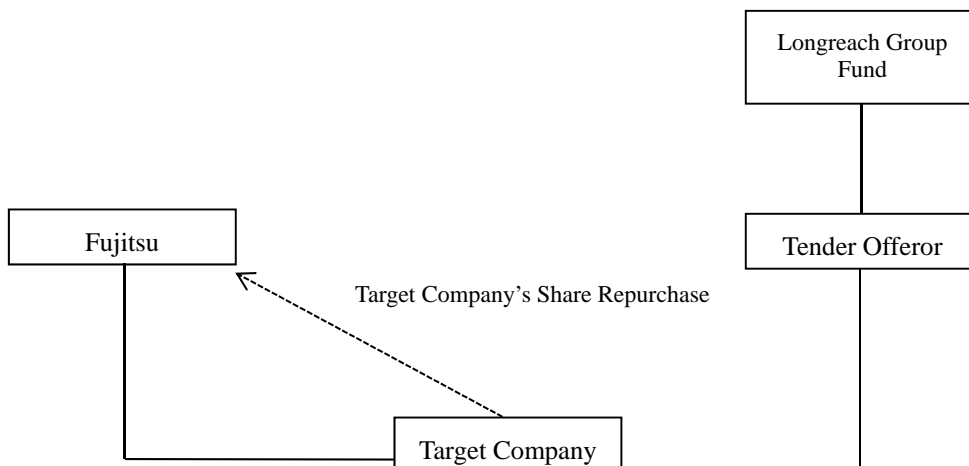 Longreach Group
Fund
Fujitsu
Tender Offeror
Target Company’s Share Repurchase
Target Company